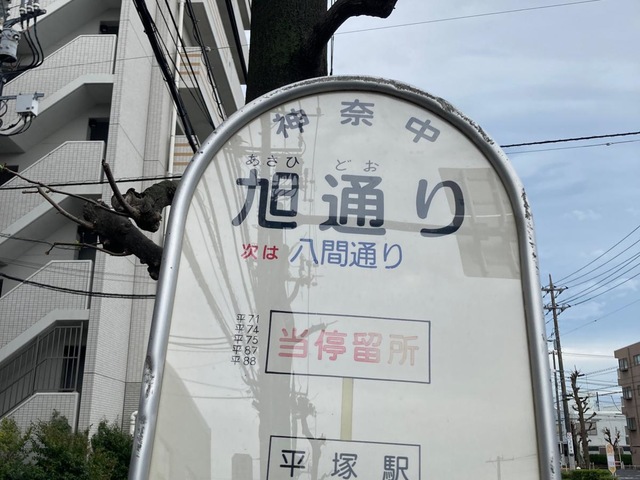 神奈中
あさひ どお
旭通り
次は 八間通り
平71
平74
平75
平87
平88
当停留所
平塚駅